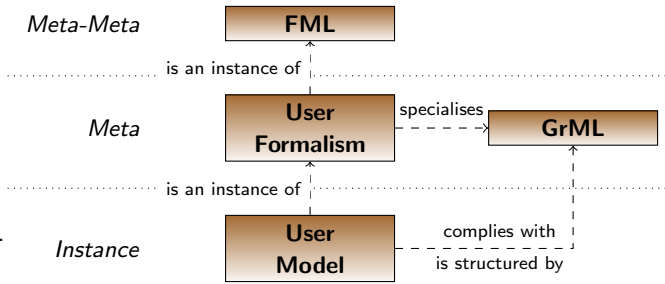 Meta-Meta
FML
is an instance of
Meta
User
Formalism
specialises
GrML
is an instance of
.
Instance
User
Model
complies with
is structured by